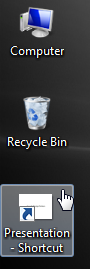 Computer
Recycle Bin
Presentation
- Shortcut